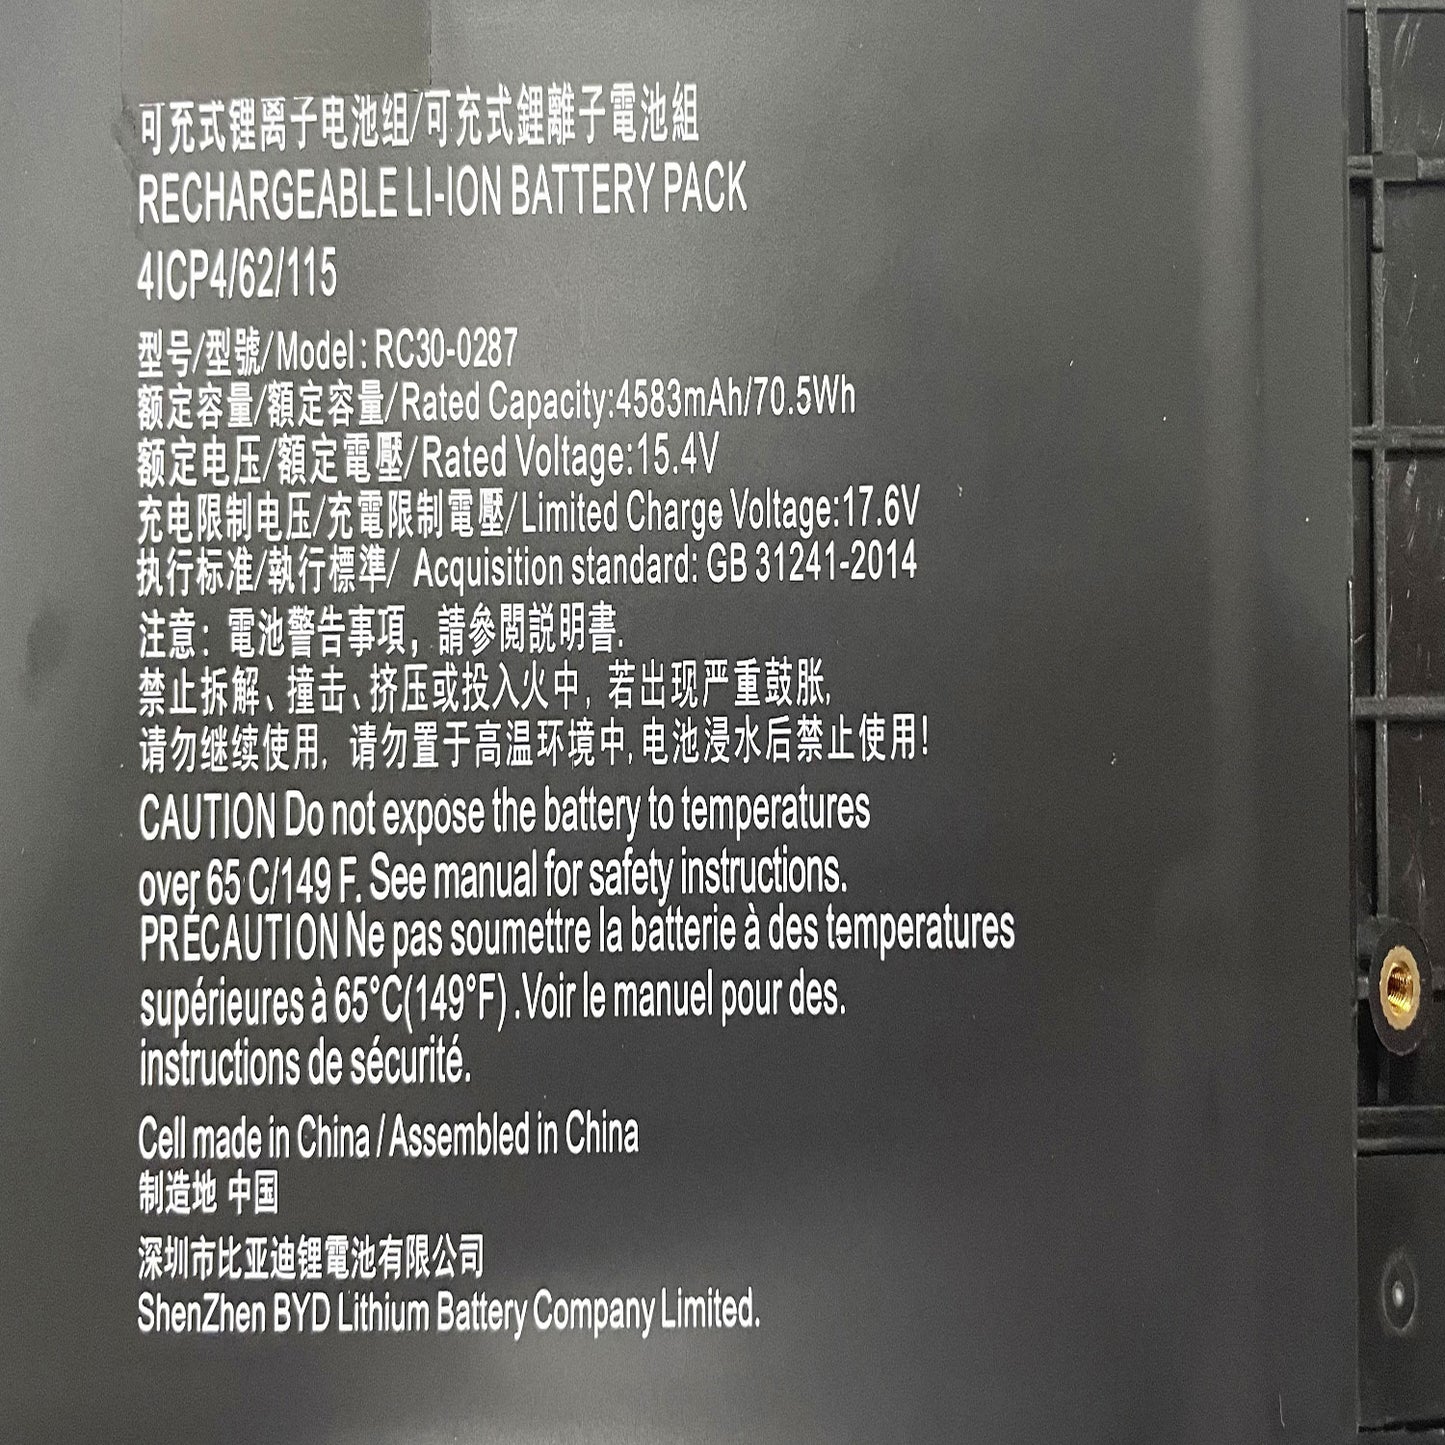 可充式锂离子电池组/可充式鋰離子電池組
RECHARGEABLE LI-ION BATTERY PACK
4ICP4/62/115
型号/型號/Model : RC30-0287
额定容量/額定容量/Rated Capacity:4583mAh/70.5Wh
额定电压/額定電壓/Rated Voltage:15.4V
充电限制电压/充電限制電壓/Limited Charge Voltage:17.6V
执行标准/執行標準/ Acquisition standard: GB 31241-2014
注意：電池警告事項，請參閱説明書.
禁止拆解、撞击、挤压或投入火中, 若出现严重鼓胀,
请勿继续使用, 请勿置于高温环境中,电池浸水后禁止使用!
CAUTION Do not expose the battery to temperatures
over 65 C/149 F. See manual for safety instructions.
PRÉCAUTION Ne pas soumettre la batterie à des temperatures
supérieures à 65°C(149°F) .Voir le manuel pour des.
instructions de sécurité.
Cell made in China / Assembled in China
制造地 中国
深圳市比亚迪锂電池有限公司
ShenZhen BYD Lithium Battery Company Limited.